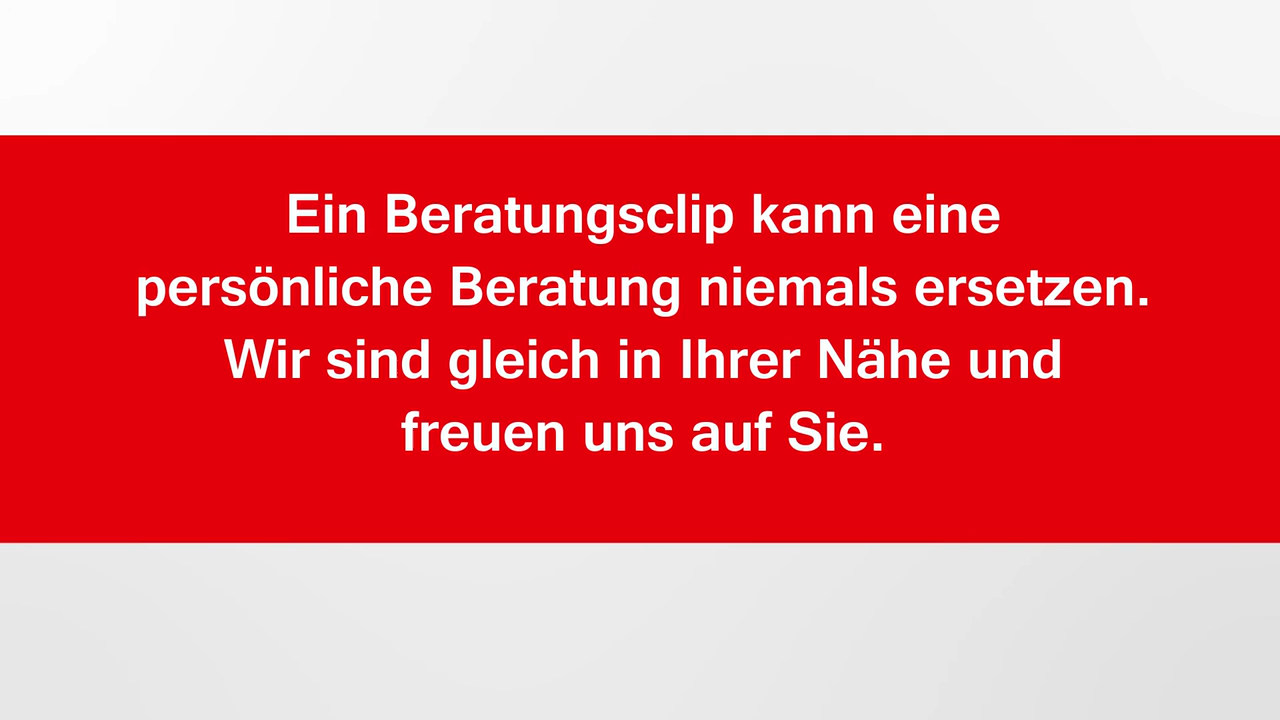 Ein Beratungsclip kann eine
persönliche Beratung niemals ersetzen.
Wir sind gleich in Ihrer Nähe und
freuen uns auf Sie.